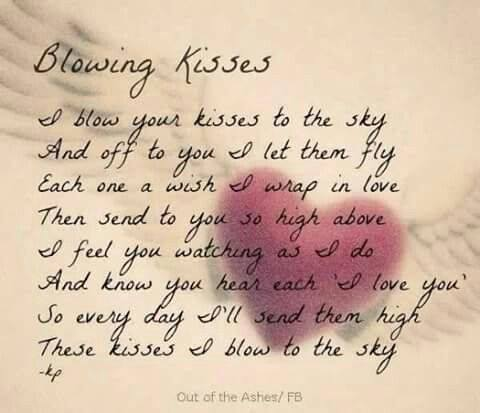 Blowing Kisses
I blow your kisses to the sky
And off to you I let them fly
Each one a wish I wrap in love
Then send to you so high above
I feel you watching as I do
And know you hear each 'I love you'
So every day I'll send them high
These kisses I blow to the sky
-kp
Out of the Ashes/ FB